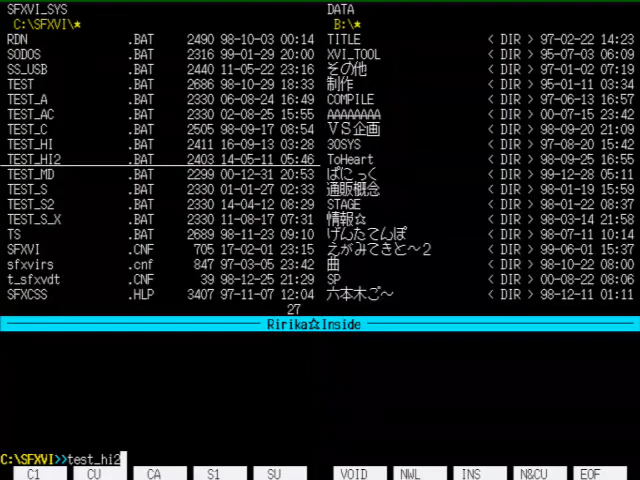 SFXVI_SYS DATA
C:\SFXVI\* B:\*
RDN .BAT 2490 98-10-03 00:14 TITLE < DIR > 97-02-22 14:23
SODOS .BAT 2316 99-01-29 20:00 XVI_TOOL < DIR > 95-07-03 06:09
SS_USB .BAT 2440 11-05-22 23:16 その他 < DIR > 97-01-02 07:19
TEST .BAT 2686 98-10-29 18:33 制作 < DIR > 95-01-11 03:34
TEST_A .BAT 2330 06-08-24 16:49 COMPILE < DIR > 97-06-13 16:57
TEST_AC .BAT 2330 02-08-25 15:55 AAAAAAAA < DIR > 00-07-15 23:42
TEST_C .BAT 2505 98-09-17 08:54 VS企画 < DIR > 98-09-20 21:09
TEST_HI .BAT 2411 16-09-13 03:28 30SYS < DIR > 97-08-20 15:42
TEST_HI2 .BAT 2403 14-05-11 05:46 ToHeart < DIR > 98-09-25 16:55
TEST_MD .BAT 2299 00-12-31 20:53 ぱにっく < DIR > 99-12-28 05:11
TEST_S .BAT 2330 01-01-27 02:33 通販概念 < DIR > 98-01-19 15:59
TEST_S2 .BAT 2330 14-04-12 08:29 STAGE < DIR > 98-01-22 08:37
TEST_S_X .BAT 2330 11-08-17 07:31 情報☆ < DIR > 98-03-14 21:58
TS .BAT 2689 98-11-23 09:10 げんたてんぽ < DIR > 98-07-11 10:14
SFXVI .CNF 705 17-02-01 23:15 えがみてきと~2 < DIR > 99-06-01 15:37
sfxvirs .cnf 847 97-03-05 23:42 曲 < DIR > 98-10-22 08:00
t_sfxvdt .CNF 39 98-12-25 21:29 SP < DIR > 00-08-22 08:06
SFXCSS .HLP 3407 97-11-07 12:04 六本木ご~ < DIR > 98-12-11 01:11
27
Ririka☆Inside
C:\SFXVI>>test_hi2
C1 CU CA S1 SU VOID NWL INS N&CU EOF